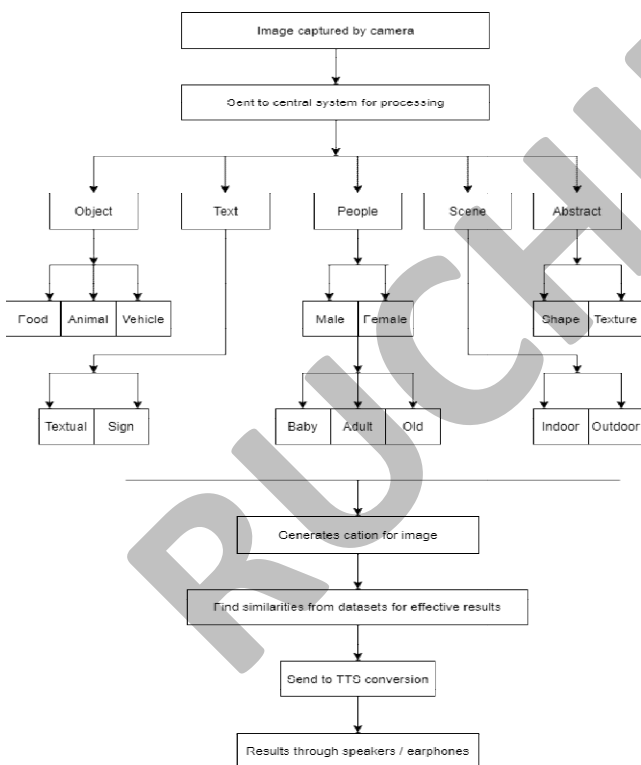 Image captured by camera
Sent to central system for processing
Object Text People Scene Abstract
Food Animal Vehicle Male Female Shape Texture
Textual Sign Baby Adult Old Indoor Outdoor
Generates cation for image
Find similarities from datasets for effective results
Send to TTS conversion
Results through speakers / earphones
RUCHI